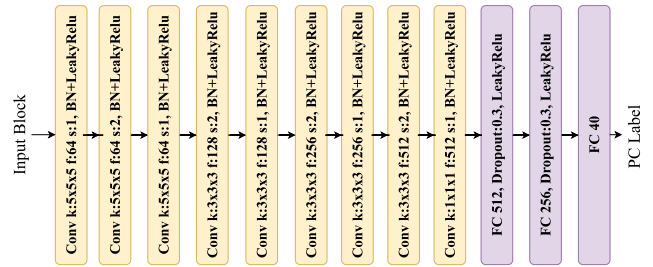 Input Block
Conv k:5x5x5 f:64 s:1, BN+LeakyRelu
Conv k:5x5x5 f:64 s:2, BN+LeakyRelu
Conv k:5x5x5 f:64 s:1, BN+LeakyRelu
Conv k:3x3x3 f:128 s:2, BN+LeakyRelu
Conv k:3x3x3 f:128 s:1, BN+LeakyRelu
Conv k:3x3x3 f:256 s:2, BN+LeakyRelu
Conv k:3x3x3 f:256 s:1, BN+LeakyRelu
Conv k:3x3x3 f:512 s:2, BN+LeakyRelu
Conv k:1x1x1 f:512 s:1, BN+LeakyRelu
FC 512, Dropout:0.3, LeakyRelu
FC 256, Dropout:0.3, LeakyRelu
FC 40
PC Label